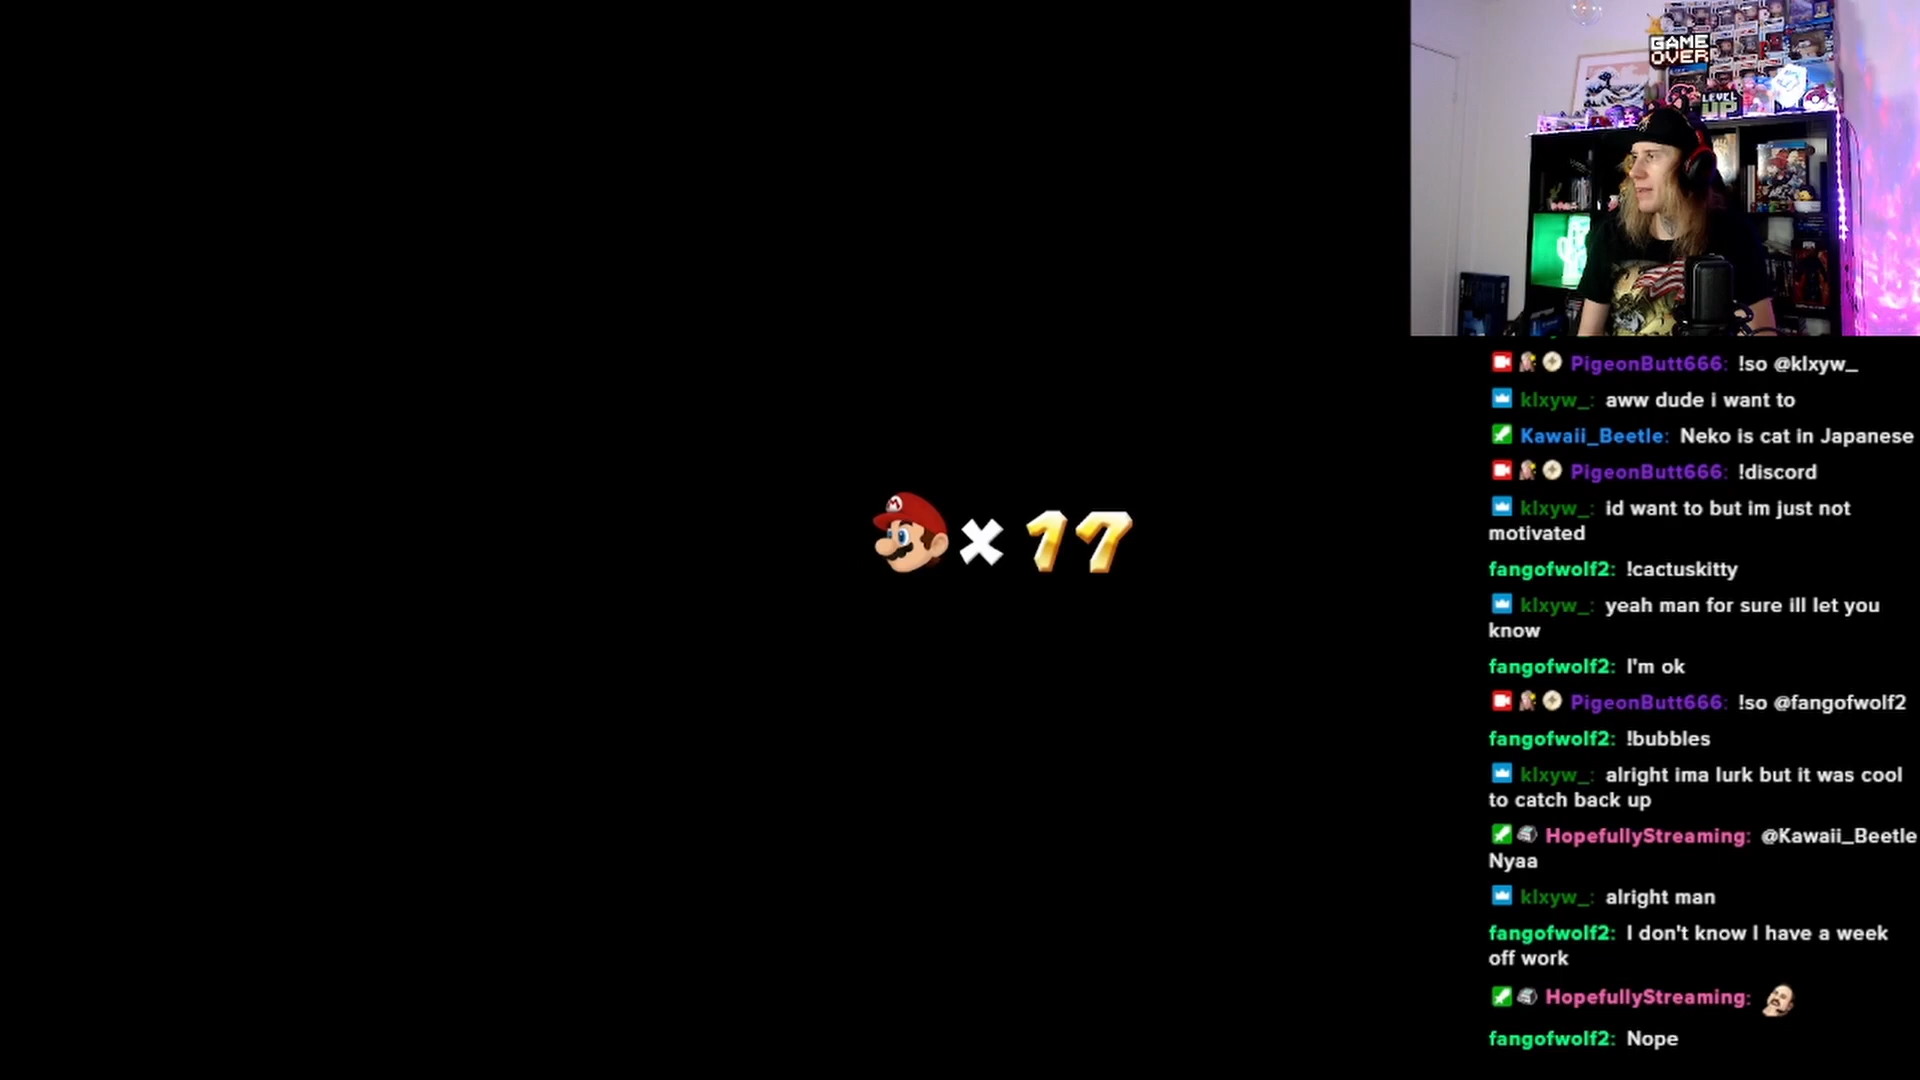 GAME
OVER
LEVEL
UP
M
× 17
PigeonButt666: !so @klxyw_
klxyw_: aww dude i want to
Kawaii_Beetle: Neko is cat in Japanese
PigeonButt666: !discord
klxyw_: id want to but im just not
motivated
fangofwolf2: !cactuskitty
klxyw_: yeah man for sure ill let you
know
fangofwolf2: I'm ok
PigeonButt666: !so @fangofwolf2
fangofwolf2: !bubbles
klxyw_: alright ima lurk but it was cool
to catch back up
HopefullyStreaming: @Kawaii_Beetle
Nyaa
klxyw_: alright man
fangofwolf2: I don't know I have a week
off work
HopefullyStreaming:
fangofwolf2: Nope